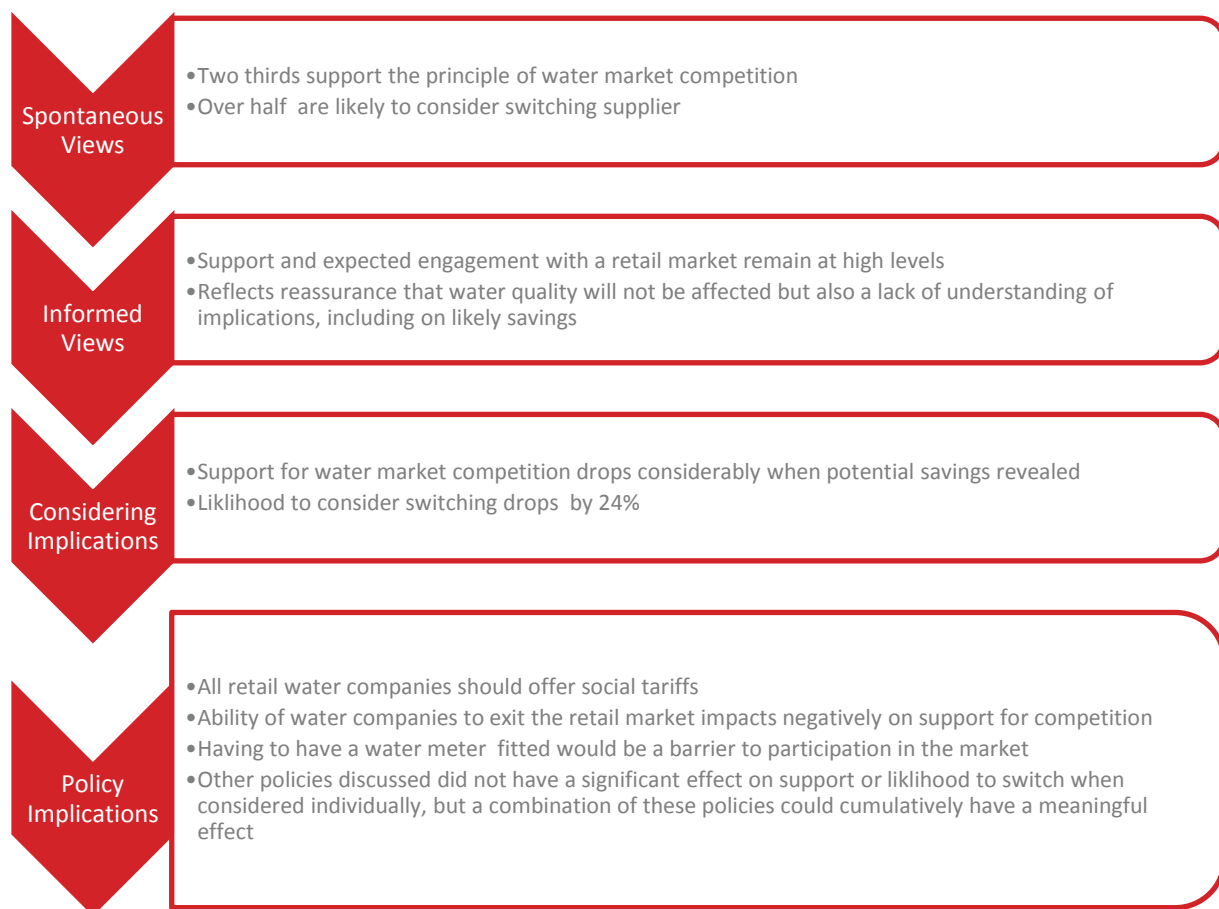 Spontaneous
Views
•Two thirds support the principle of water market competition
•Over half are likely to consider switching supplier
Informed
Views
•Support and expected engagement with a retail market remain at high levels
•Reflects reassurance that water quality will not be affected but also a lack of understanding of
implications, including on likely savings
Considering
Implications
•Support for water market competition drops considerably when potential savings revealed
•Liklihood to consider switching drops by 24%
Policy
Implications
•All retail water companies should offer social tariffs
•Ability of water companies to exit the retail market impacts negatively on support for competition
•Having to have a water meter fitted would be a barrier to participation in the market
•Other policies discussed did not have a significant effect on support or liklihood to switch when
considered individually, but a combination of these policies could cumulatively have a meaningful
effect